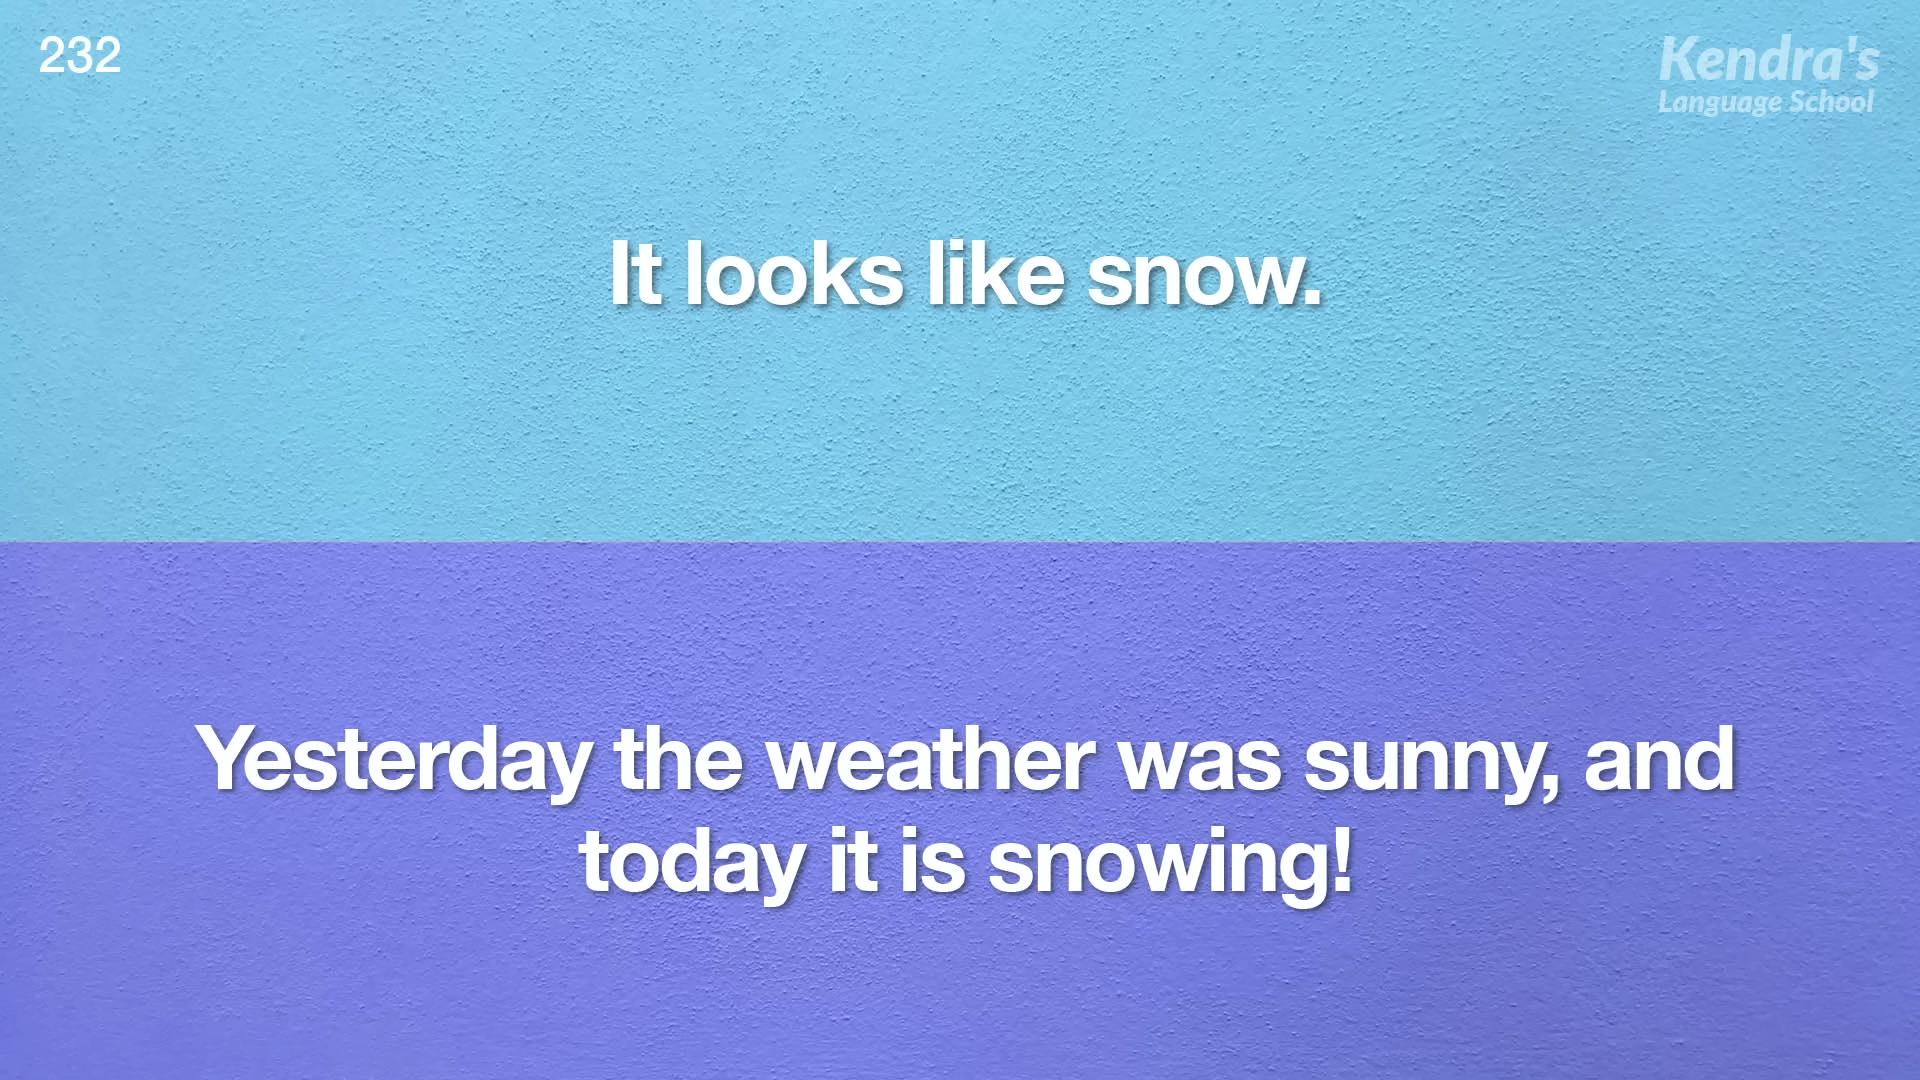 232
Kendra's
Language School
It looks like snow.
Yesterday the weather was sunny, and
today it is snowing!